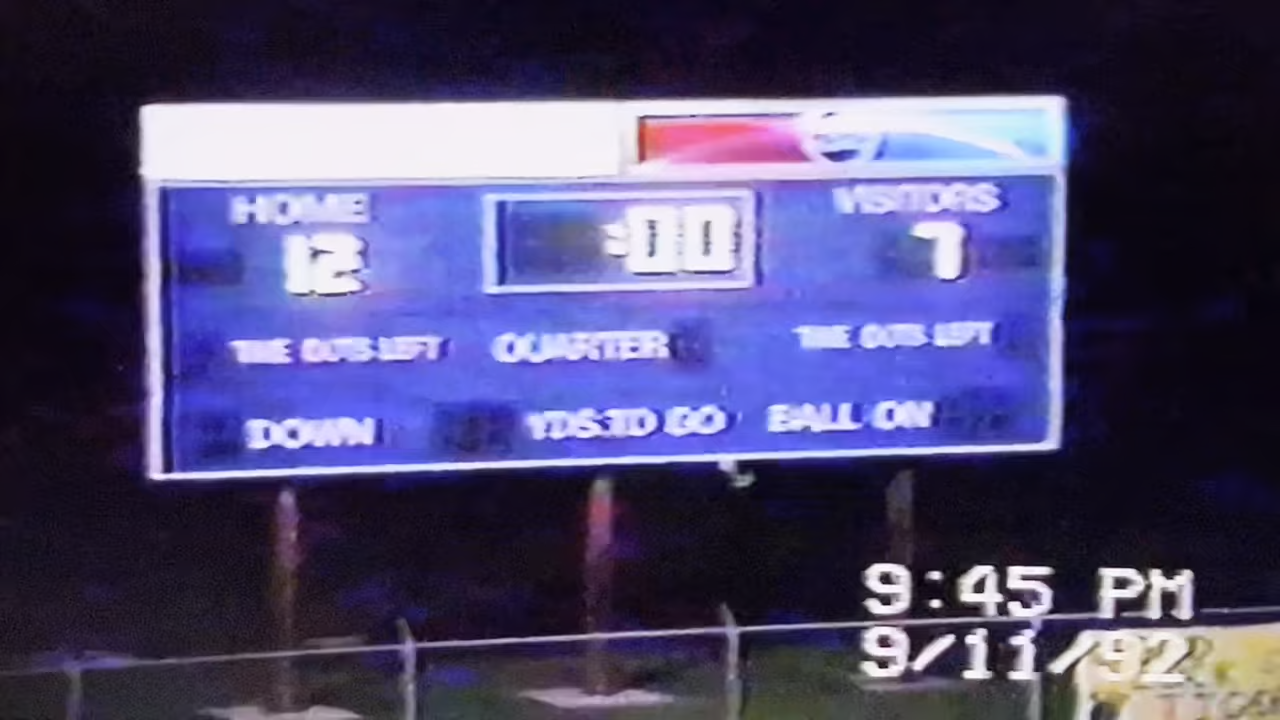 HOME
:00
VISITORS
12
7
TIME OUTS LEFT
QUARTER
TIME OUTS LEFT
DOWN
YDS.TO GO
BALL ON
9:45 PM
9/11/92